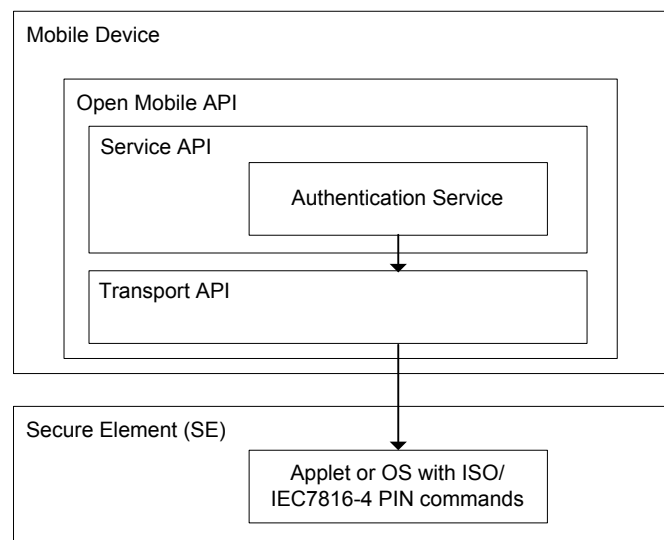 Mobile Device
Open Mobile API
Service API
Authentication Service
Transport API
Secure Element (SE)
Applet or OS with ISO/
IEC7816-4 PIN commands